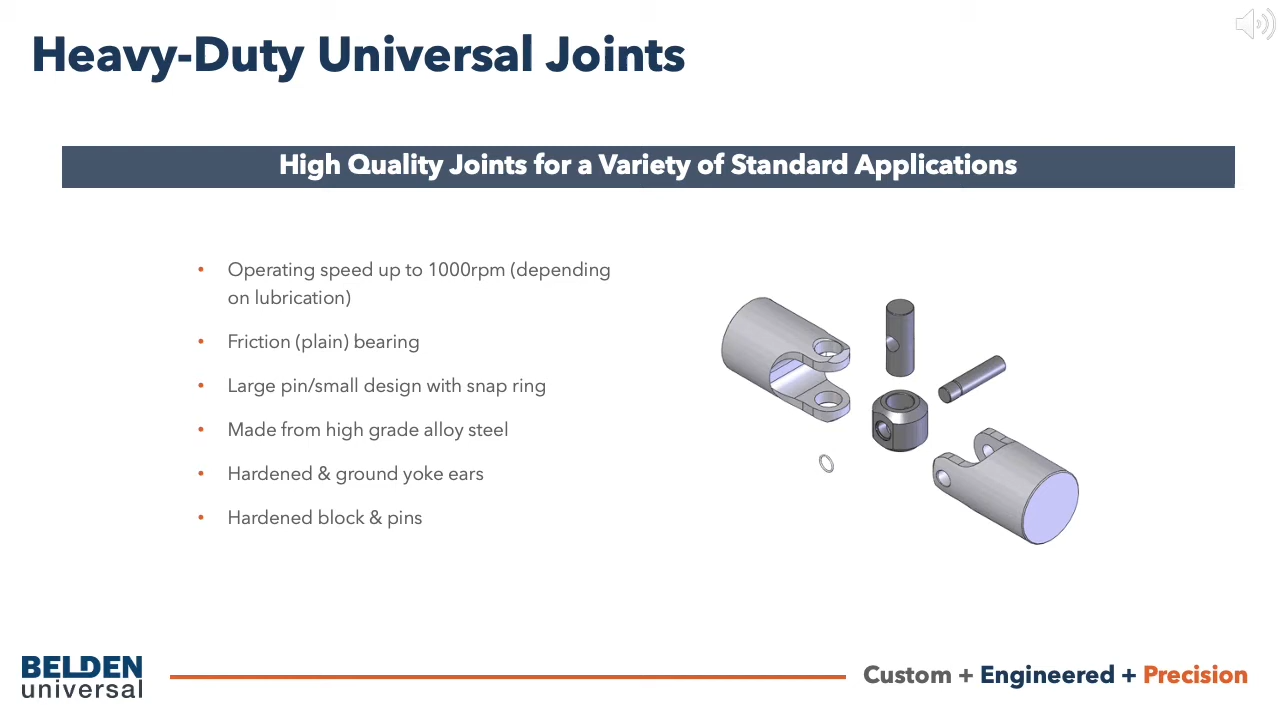 Heavy-Duty Universal Joints
High Quality Joints for a Variety of Standard Applications
• Operating speed up to 1000rpm (depending
on lubrication)
• Friction (plain) bearing
• Large pin/small design with snap ring
• Made from high grade alloy steel
• Hardened & ground yoke ears
• Hardened block & pins
BELDEN
universal
Custom + Engineered + Precision